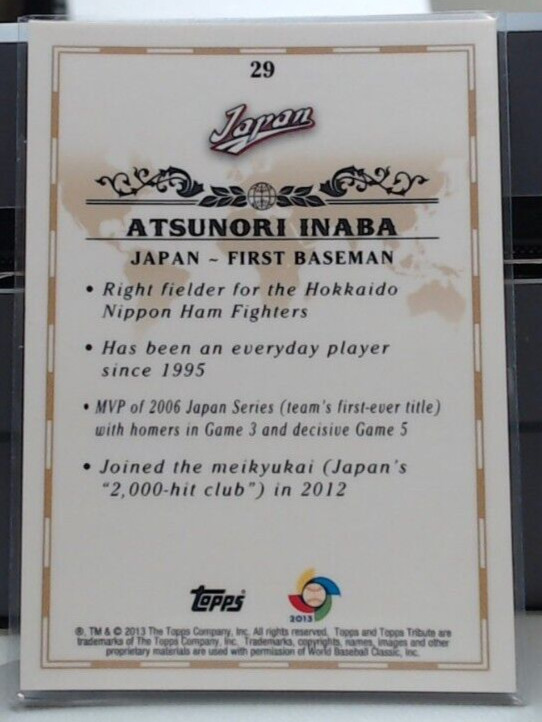 29
Japan
ATSUNORI INABA
JAPAN ~ FIRST BASEMAN
• Right fielder for the Hokkaido
Nippon Ham Fighters
• Has been an everyday player
since 1995
• MVP of 2006 Japan Series (team's first-ever title)
with homers in Game 3 and decisive Game 5
• Joined the meikyukai (Japan's
"2,000-hit club") in 2012
topps
2013
®, TM & © 2013 The Topps Company, Inc. All rights reserved. Topps and Topps Tribute are
trademarks of The Topps Company, Inc. Trademarks, copyrights, names, images and other
proprietary materials are used with permission of World Baseball Classic, Inc.